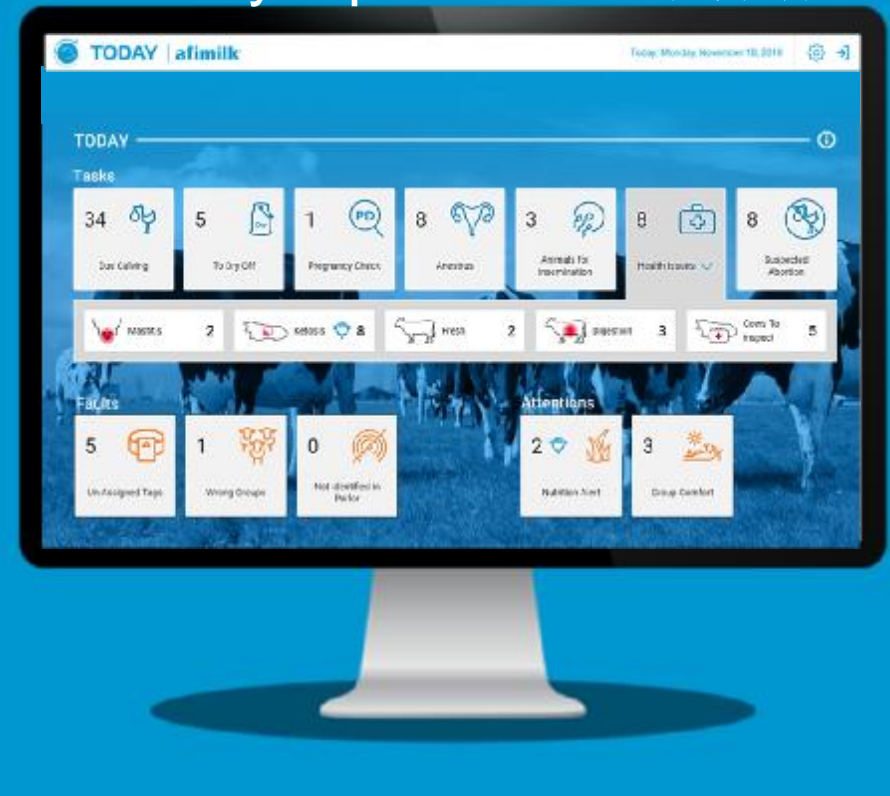 TODAY | afimilk
Today: Monday, November 18, 2019
TODAY
Tasks
34
Due Calving
5
To Dry Off
1
PD
Pregnancy Check
8
Anestrus
3
Animals for
Insemination
8
Health Issues
8
Suspected
Abortion
Mastitis 2
Ketosis 8
Fresh 2
Digestion 3
Cows To
Inspect 5
Faults
5
Un Assigned Tags
1
Wrong Groups
0
Not Identified in
Parlor
Attentions
2
Nutrition Alert
3
Group Comfort